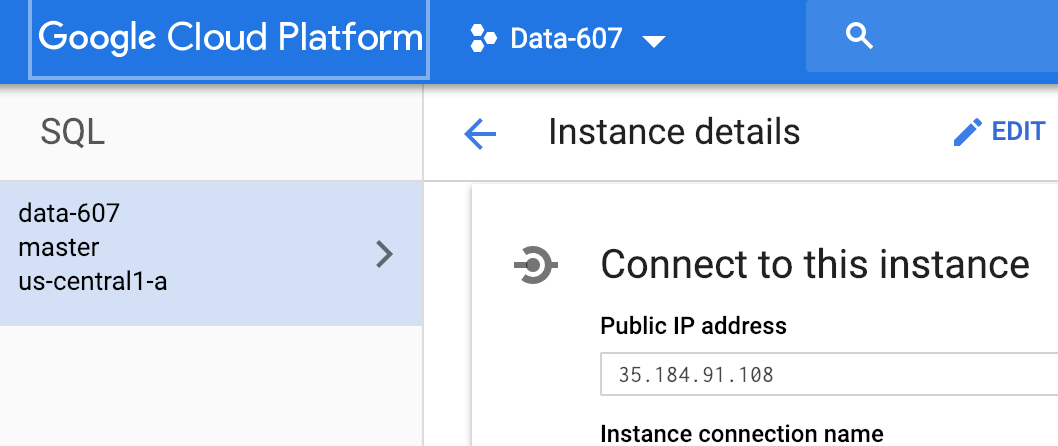 Google Cloud Platform
Data-607
SQL
Instance details
EDIT
data-607
master
us-central1-a
Connect to this instance
Public IP address
35.184.91.108
Instance connection name